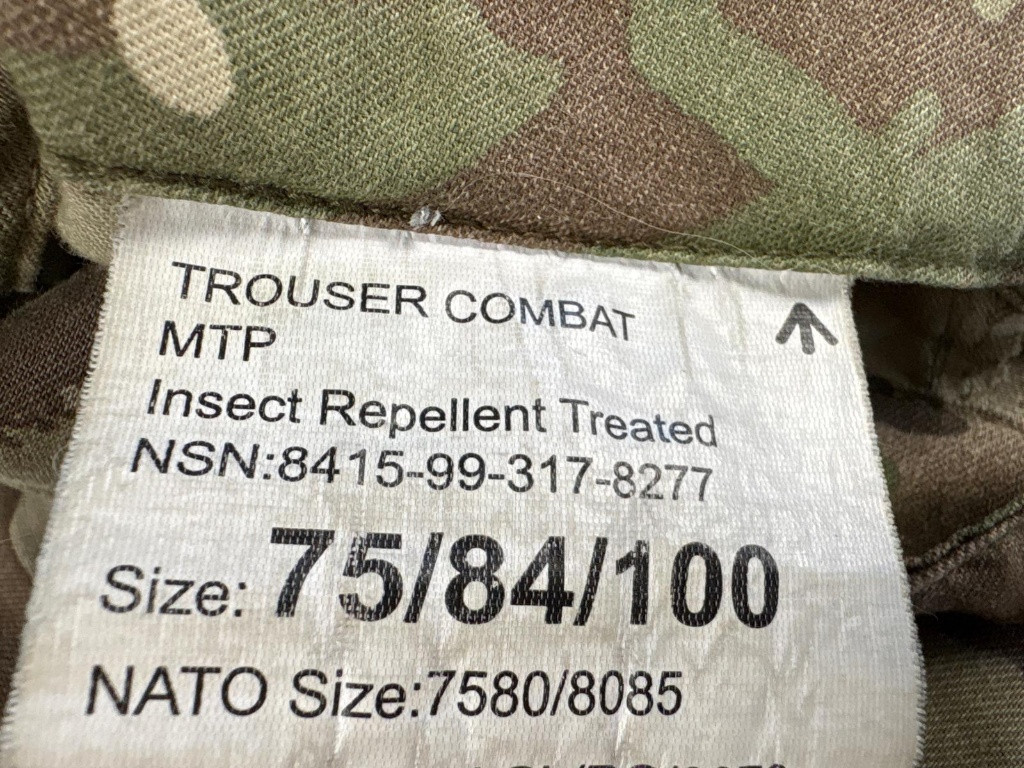 TROUSER COMBAT
MTP
Insect Repellent Treated
NSN:8415-99-317-8277
Size: 75/84/100
NATO Size:7580/8085